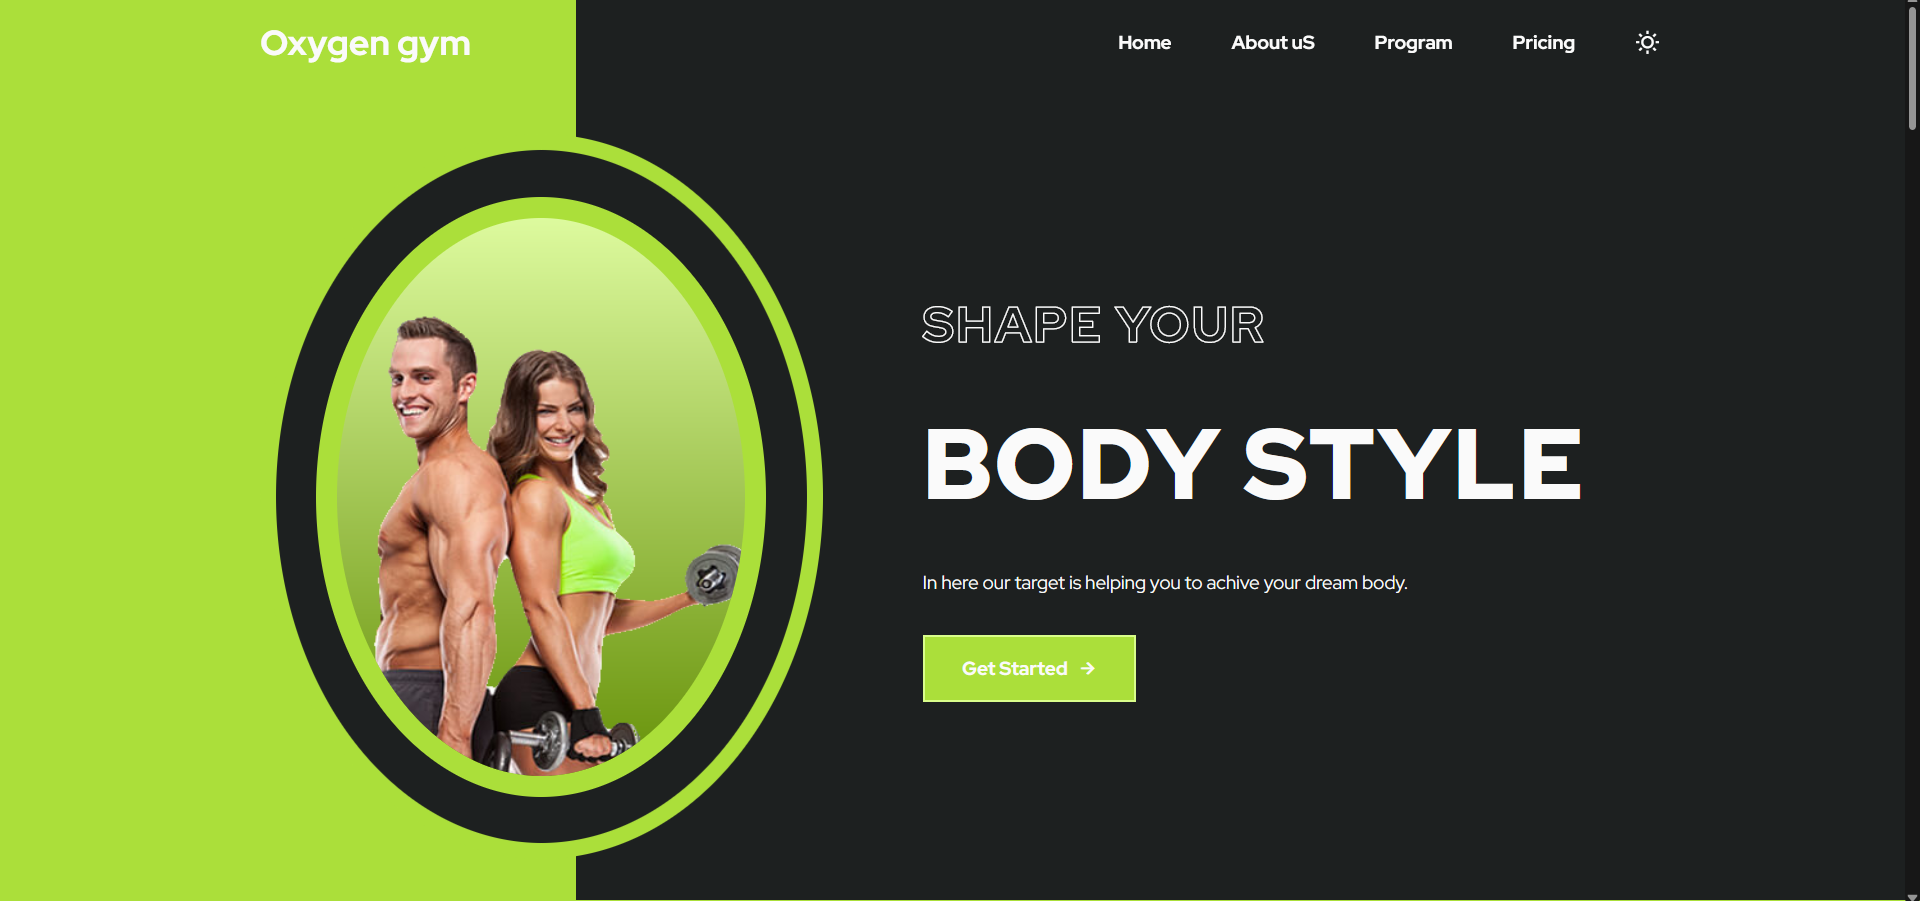 Oxygen gym
Home About uS Program Pricing
SHAPE YOUR
BODY STYLE
In here our target is helping you to achive your dream body.
Get Started →